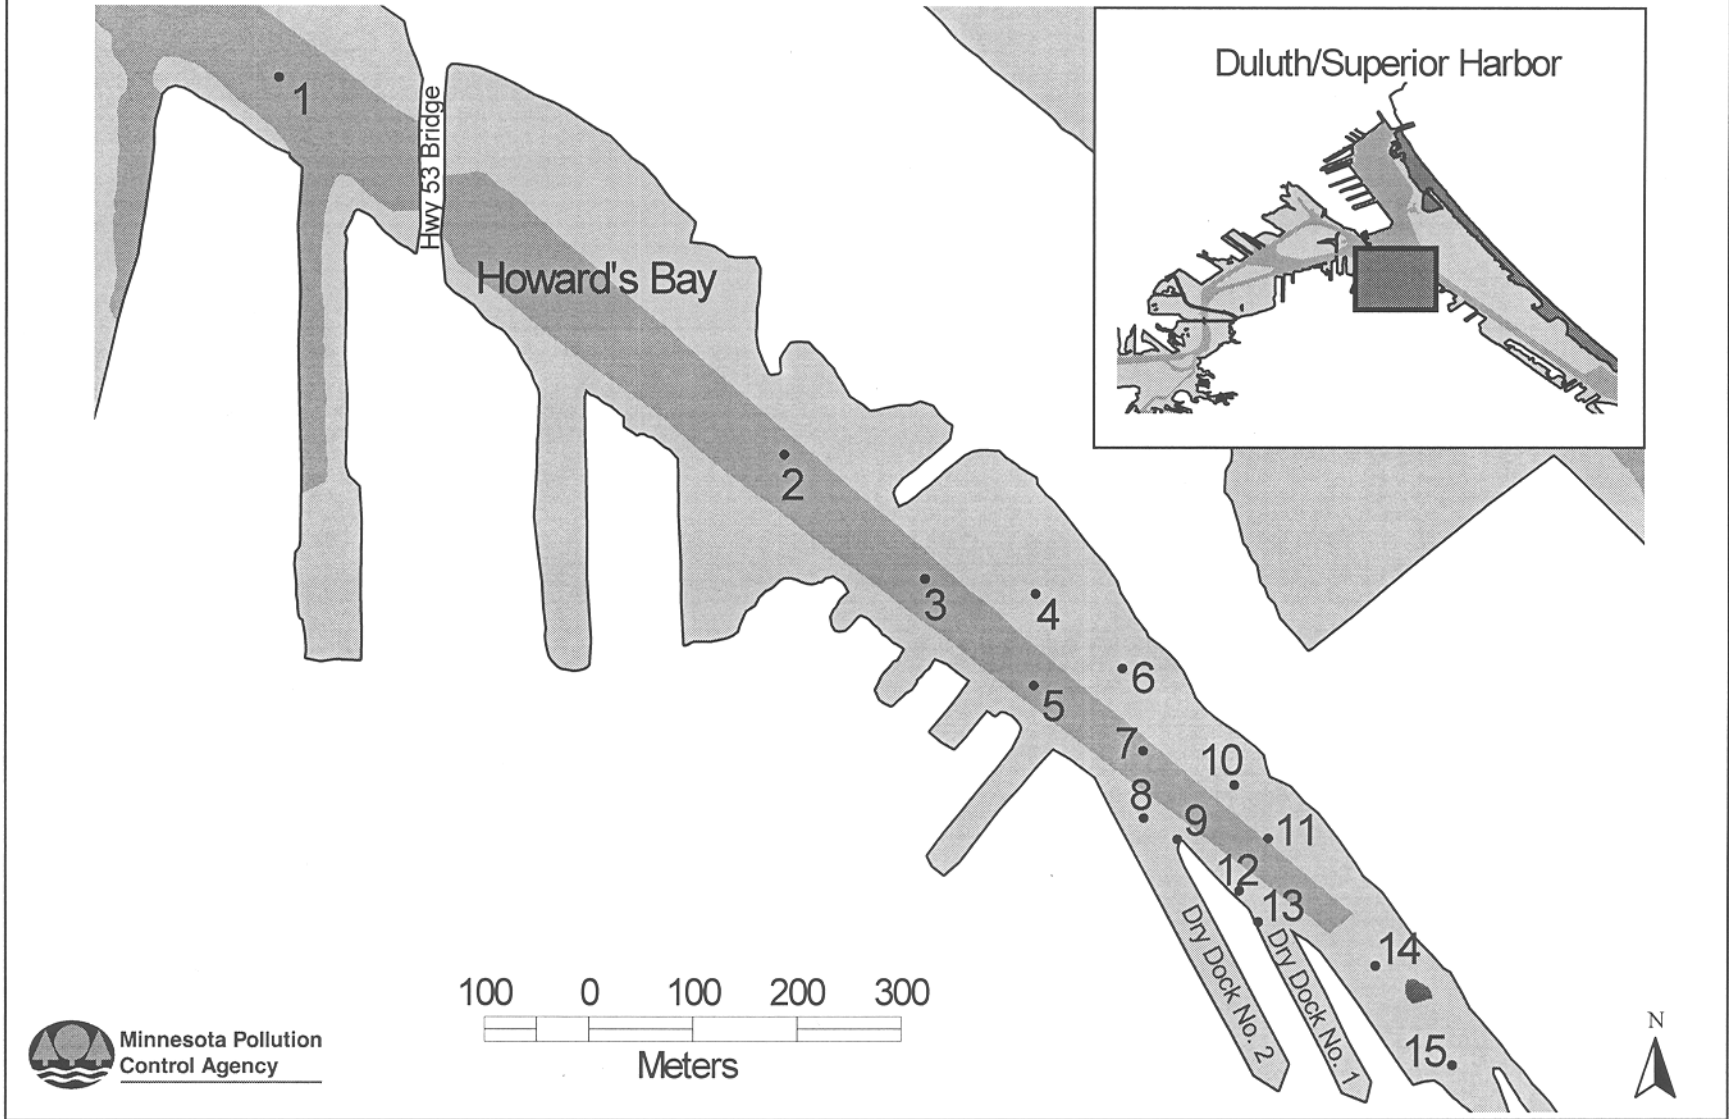 Duluth/Superior Harbor
1
Hwy 53 Bridge
Howard's Bay
2
3
4
5
6
7
8
9
10
11
12
13
14
15
Dry Dock No. 2
Dry Dock No. 1
100 0 100 200 300
Meters
Minnesota Pollution
Control Agency
N